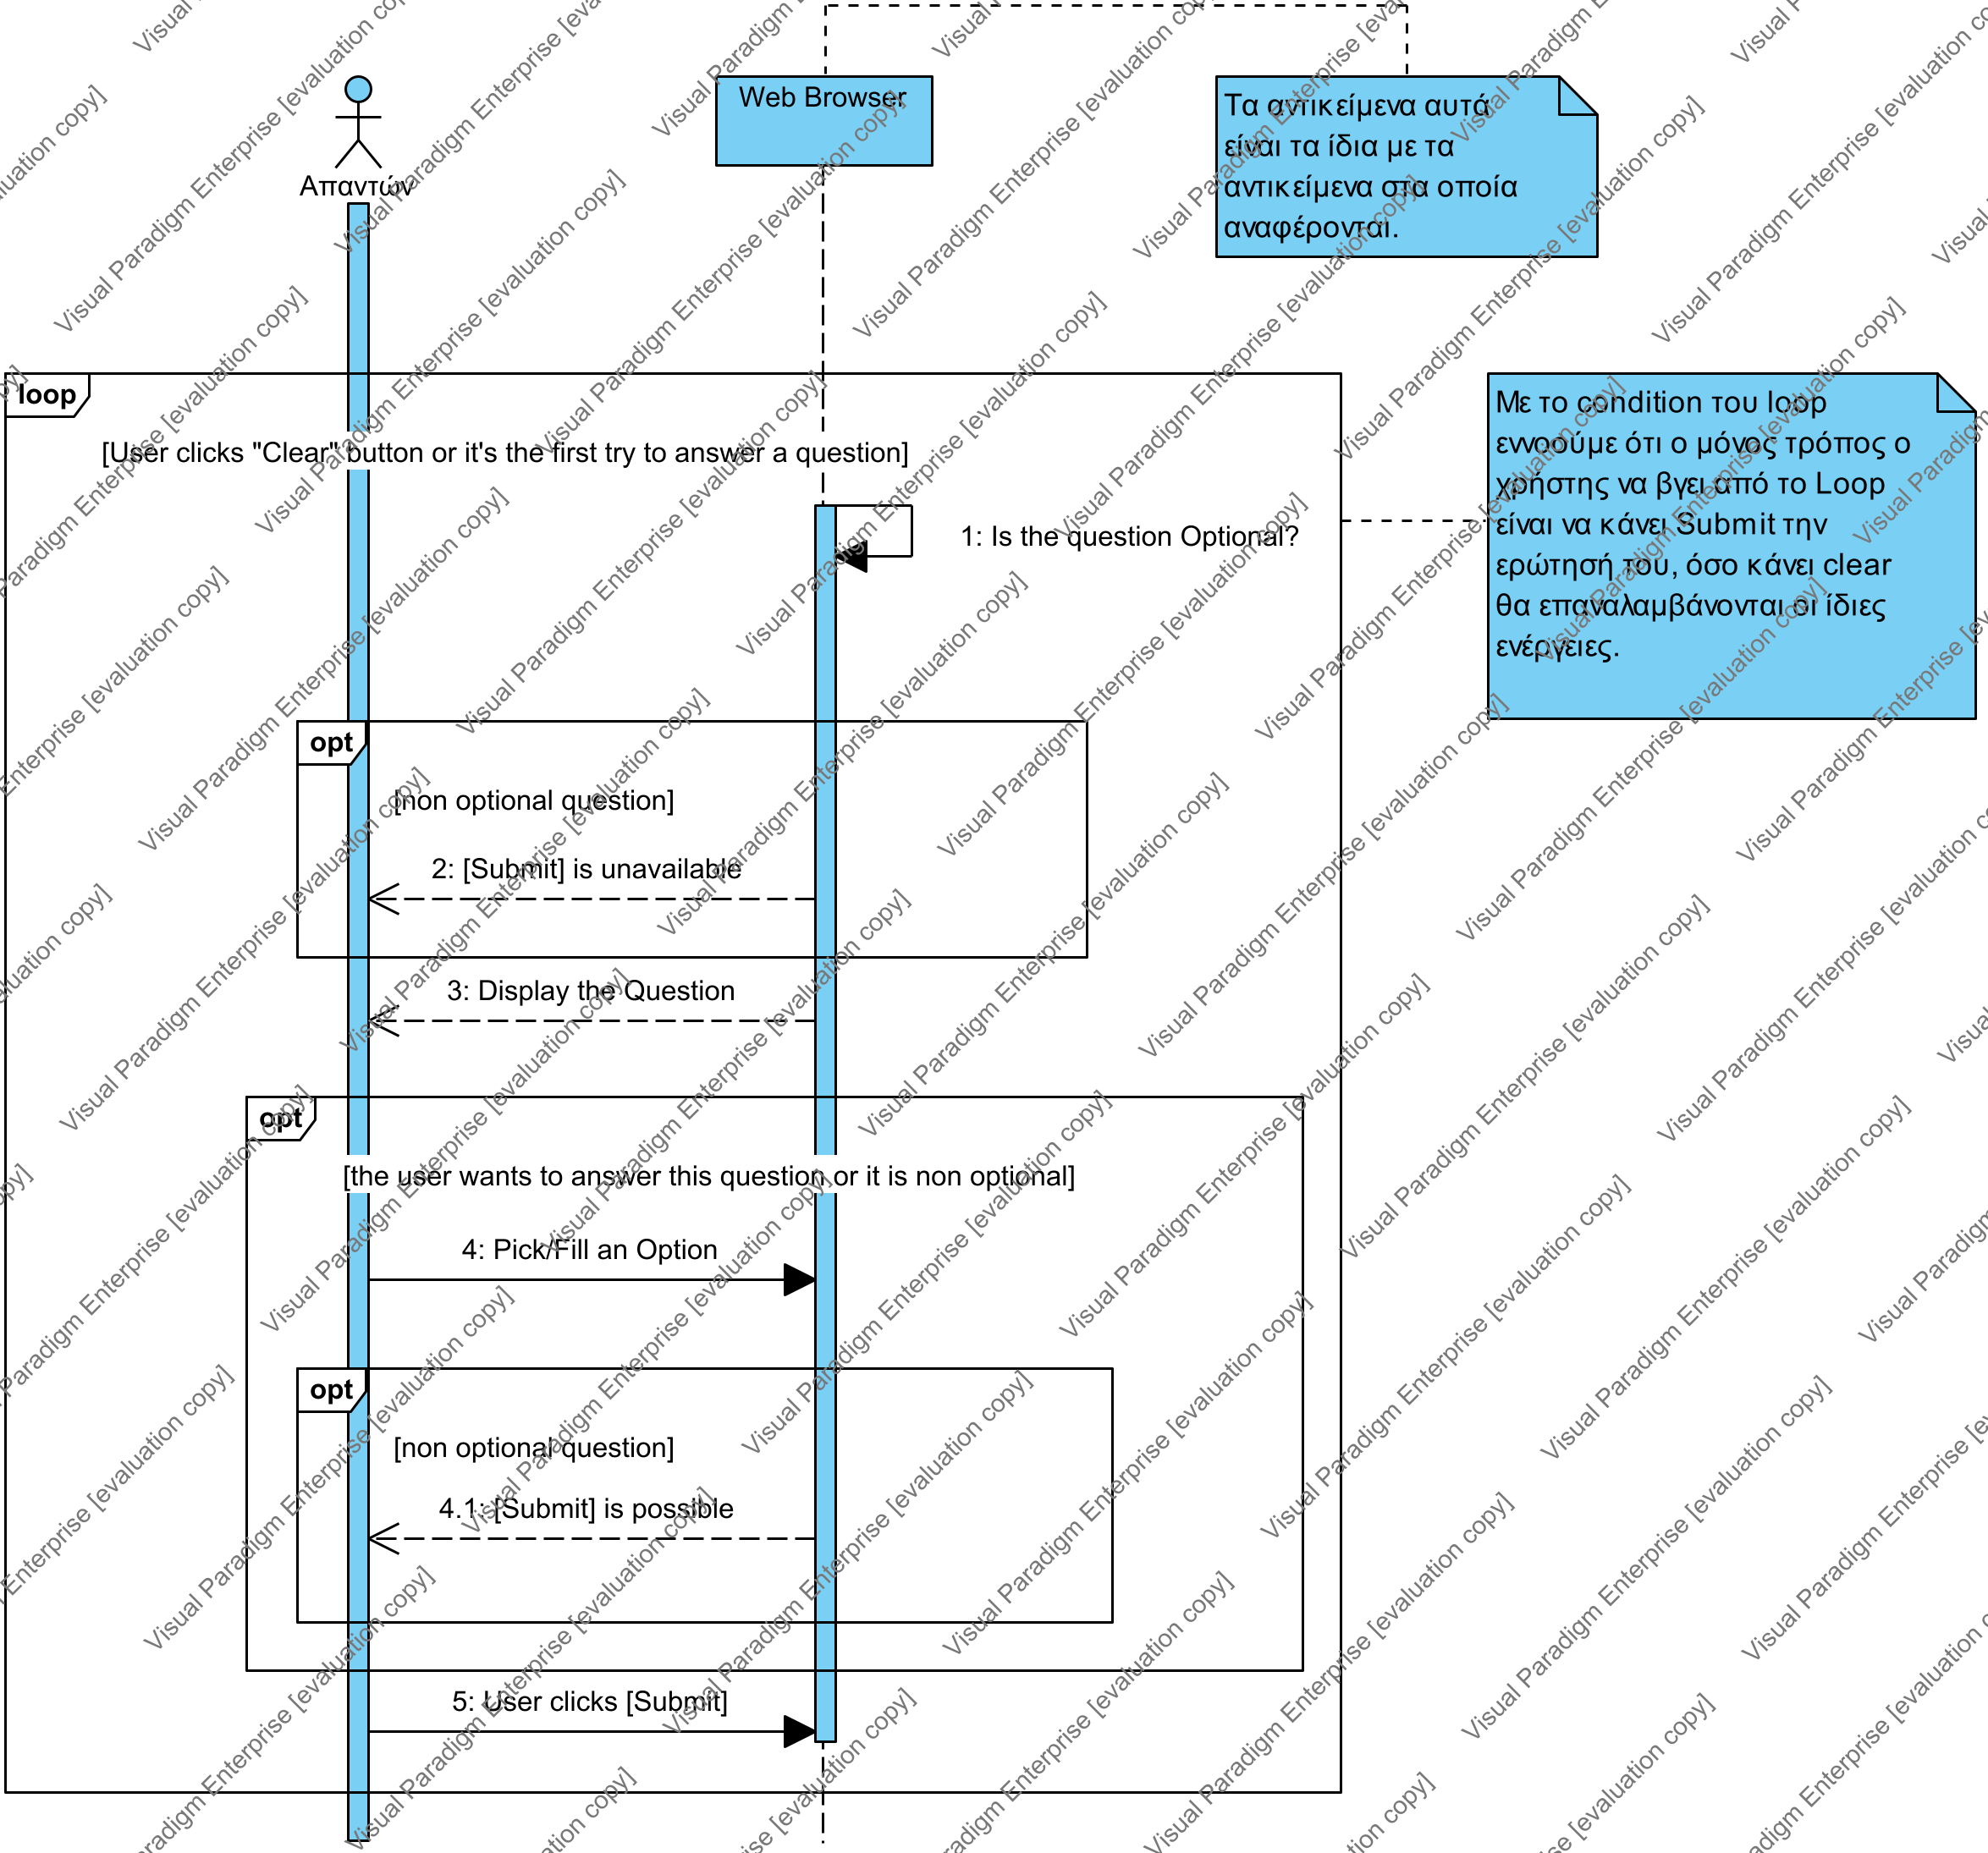 Web Browser
Τα αντικείμενα αυτά
είναι τα ίδια με τα
αντικείμενα στα οποία
αναφέρονται.
Απαντών
loop
[User clicks "Clear" button or it's the first try to answer a question]
Με το condition του loop
εννοούμε ότι ο μόνος τρόπος ο
χρήστης να βγει από το Loop
είναι να κάνει Submit την
ερώτησή του, όσο κάνει clear
θα επαναλαμβάνονται οι ίδιες
ενέργειες.
1: Is the question Optional?
opt
[non optional question]
2: [Submit] is unavailable
3: Display the Question
opt
[the user wants to answer this question or it is non optional]
4: Pick/Fill an Option
opt
[non optional question]
4.1: [Submit] is possible
5: User clicks [Submit]
Visual Paradigm Enterprise [evaluation copy]